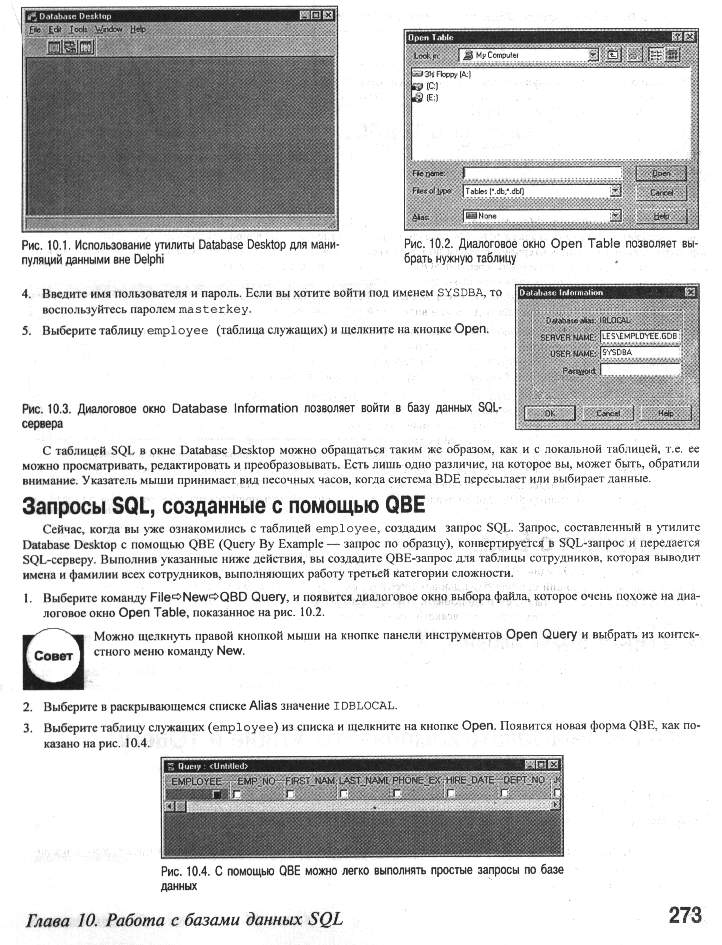 Database Desktop
File Edit Tools Window Help
Open Table
Look in: My Computer
3½ Floppy (A:)
(C:)
(E:)
File name: Open
Files of type: Tables (*.db;*.dbf) Cancel
Alias: None Help
Рис. 10.1. Использование утилиты Database Desktop для мани-
пуляций данными вне Delphi
Рис. 10.2. Диалоговое окно Open Table позволяет вы-
брать нужную таблицу
4. Введите имя пользователя и пароль. Если вы хотите войти под именем SYSDBA, то
воспользуйтесь паролем masterkey.
5. Выберите таблицу employee (таблица служащих) и щелкните на кнопке Open.
Database Information
Database alias: IBLOCAL
SERVER NAME: LES\EMPLOYEE.GDB
USER NAME: SYSDBA
Password:
OK Cancel Help
Рис. 10.3. Диалоговое окно Database Information позволяет войти в базу данных SQL-
сервера
С таблицей SQL в окне Database Desktop можно обращаться таким же образом, как и с локальной таблицей, т.е. ее
можно просматривать, редактировать и преобразовывать. Есть лишь одно различие, на которое вы, может быть, обратили
внимание. Указатель мыши принимает вид песочных часов, когда система BDE пересылает или выбирает данные.
Запросы SQL, созданные с помощью QBE
Сейчас, когда вы уже ознакомились с таблицей employee, создадим запрос SQL. Запрос, составленный в утилите
Database Desktop с помощью QBE (Query By Example — запрос по образцу), конвертируется в SQL-запрос и передается
SQL-серверу. Выполнив указанные ниже действия, вы создадите QBE-запрос для таблицы сотрудников, которая выводит
имена и фамилии всех сотрудников, выполняющих работу третьей категории сложности.
1. Выберите команду File⇨New⇨QBD Query, и появится диалоговое окно выбора файла, которое очень похоже на диа-
логовое окно Open Table, показанное на рис. 10.2.
Совет
Можно щелкнуть правой кнопкой мыши на кнопке панели инструментов Open Query и выбрать из контек-
стного меню команду New.
2. Выберите в раскрывающемся списке Alias значение IDBLOCAL.
3. Выберите таблицу служащих (employee) из списка и щелкните на кнопке Open. Появится новая форма QBE, как по-
казано на рис. 10.4.
Query : <Untitled>
EMPLOYEE EMP_NO FIRST_NAM LAST_NAME PHONE_EX HIRE_DATE DEPT_NO
Рис. 10.4. С помощью QBE можно легко выполнять простые запросы по базе
данных
Глава 10. Работа с базами данных SQL 273